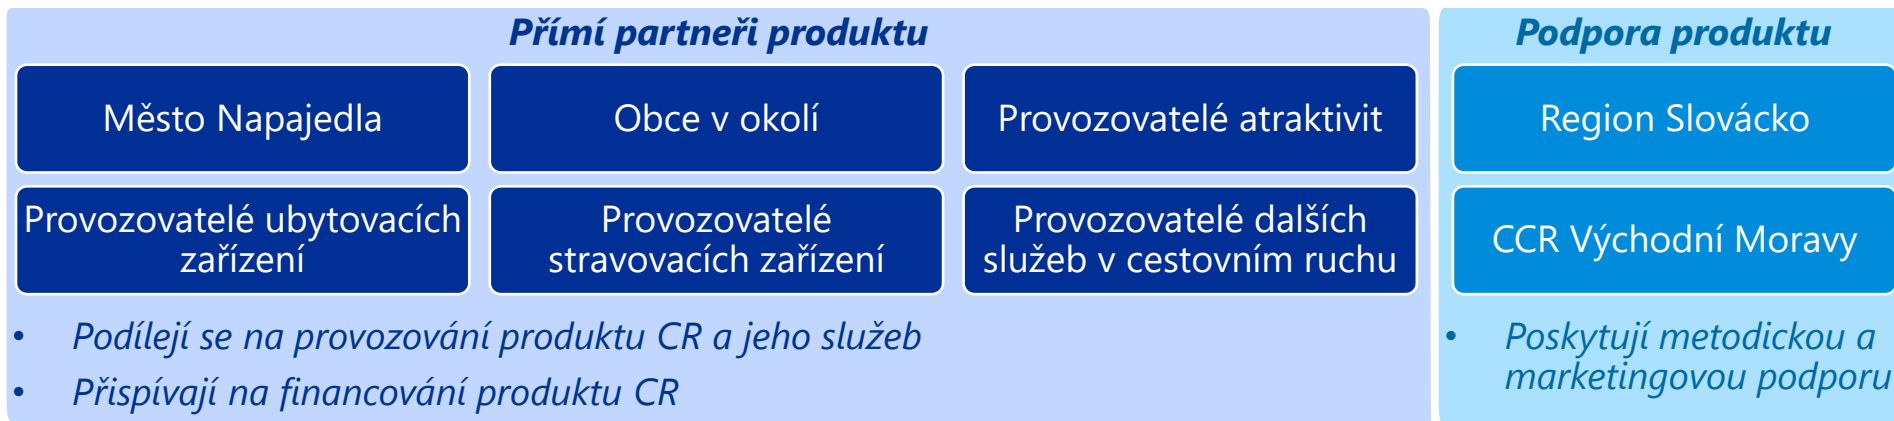 Přímí partneři produktu
Město Napajedla
Obce v okolí
Provozovatelé atraktivit
Provozovatelé ubytovacích
zařízení
Provozovatelé
stravovacích zařízení
Provozovatelé dalších
služeb v cestovním ruchu
• Podílejí se na provozování produktu CR a jeho služeb
• Přispívají na financování produktu CR
Podpora produktu
Region Slovácko
CCR Východní Moravy
• Poskytují metodickou a
marketingovou podporu